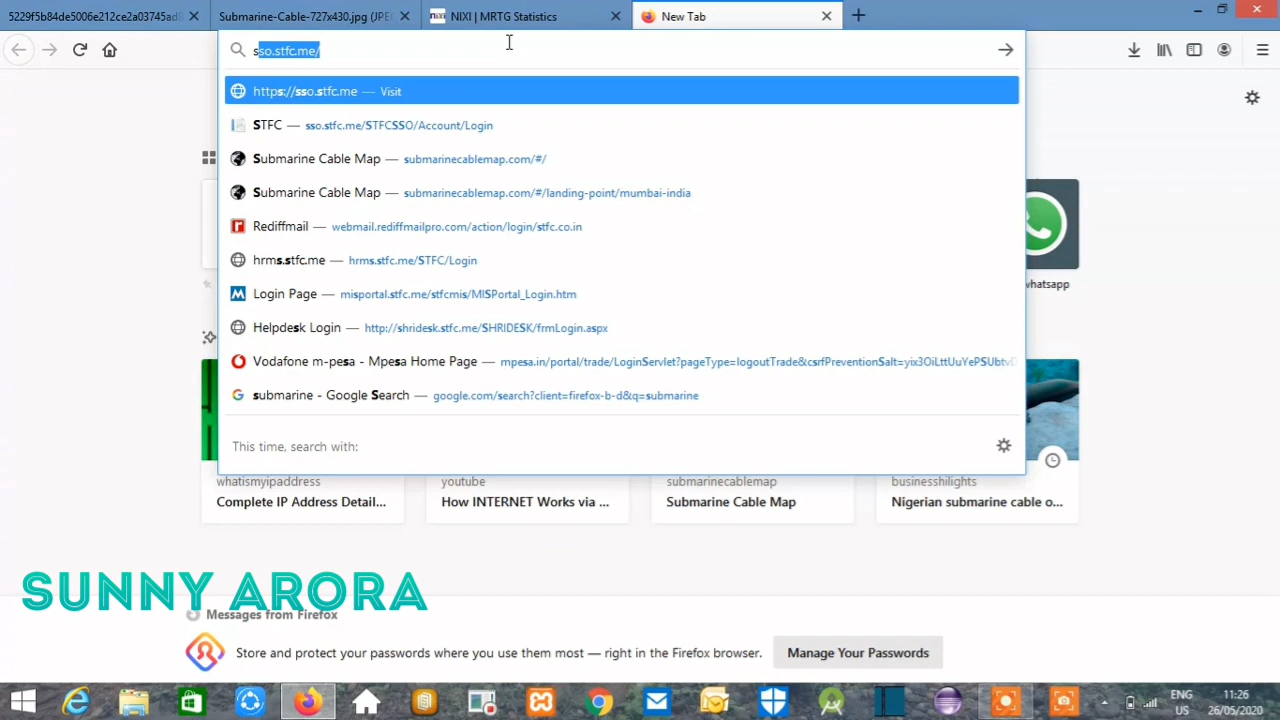 5229f5b84de5006e212c2a03745ad
Submarine-Cable-727x430.jpg (JPE
NIXI | MRTG Statistics
New Tab
sso.stfc.me/
https://sso.stfc.me — Visit
STFC — sso.stfc.me/STFCSSO/Account/Login
Submarine Cable Map — submarinecablemap.com/#/
Submarine Cable Map — submarinecablemap.com/#/landing-point/mumbai-india
Rediffmail — webmail.rediffmailpro.com/action/login/stfc.co.in
hrms.stfc.me — hrms.stfc.me/STFC/Login
Login Page — misportal.stfc.me/stfcmis/MISPortal_Login.htm
Helpdesk Login — http://shridesk.stfc.me/SHRIDESK/frmLogin.aspx
Vodafone m-pesa - Mpesa Home Page — mpesa.in/portal/trade/LoginServlet?pageType=logoutTrade&csrfPreventionSalt=yix3OiLttUuYePSUbtvD
submarine - Google Search — google.com/search?client=firefox-b-d&q=submarine
This time, search with:
whatsapp
whatismyipaddress
Complete IP Address Detail...
youtube
How INTERNET Works via ...
submarinecablemap
Submarine Cable Map
businesshilights
Nigerian submarine cable o...
SUNNY ARORA
Messages from Firefox
Store and protect your passwords where you use them most — right in the Firefox browser.
Manage Your Passwords
ENG
US
11:26
26/05/2020